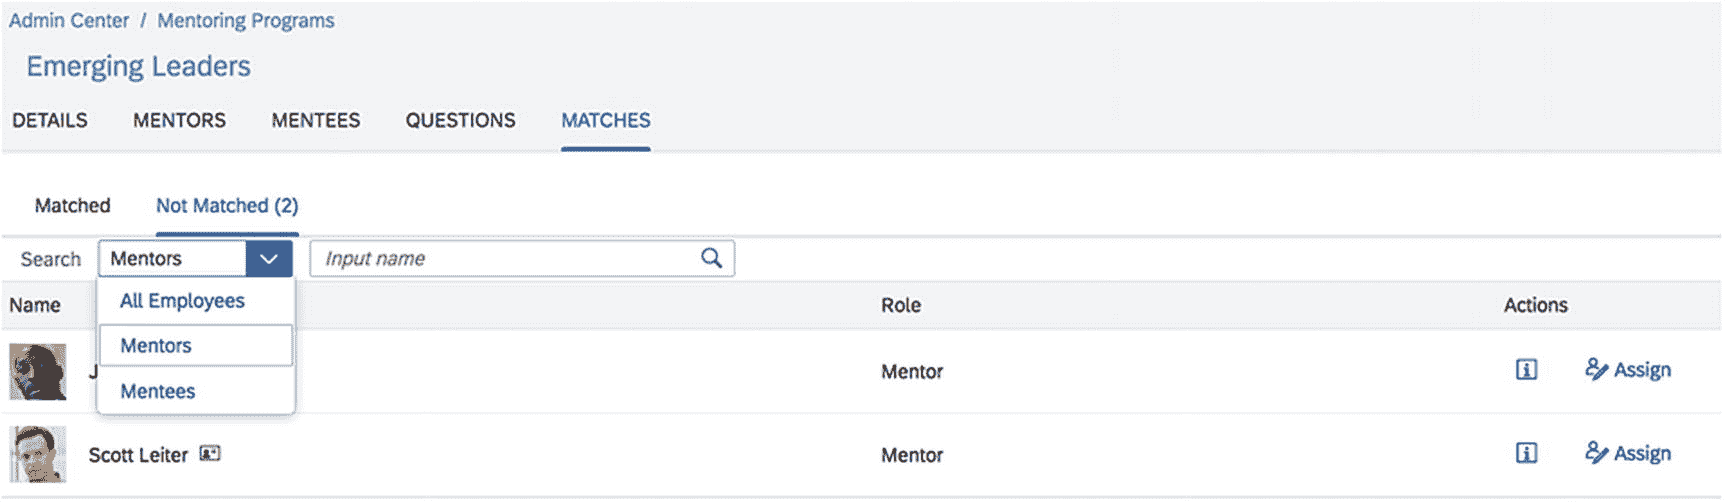 Admin Center / Mentoring Programs
Emerging Leaders
DETAILS MENTORS MENTEES QUESTIONS MATCHES
Matched Not Matched (2)
Search Mentors Input name
All Employees
Mentors
Mentees
Name Role Actions
J Mentor Assign
Scott Leiter Mentor Assign